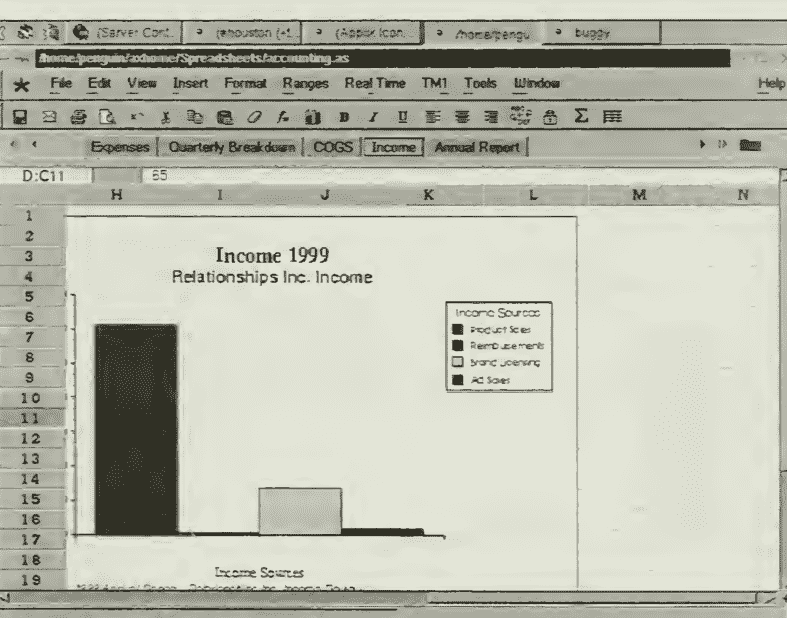 (Server Cont... (@houston (+1... (Applix Icon... /home/pengu buggy
/home/penguin/axhome/Spreadsheets/accounting.as
File Edit View Insert Format Ranges Real Time TM1 Tools Window Help
B I U Σ
Expenses Quarterly Breakdown COGS Income Annual Report
D:C11 65
H I J K L M N
1
2
3
4
5
6
7
8
9
10
11
12
13
14
15
16
17
18
19
Income 1999
Relationships Inc. Income
Income Sources
Product Sales
Reimbusements
Brand Licensing
Ad Sales
Income Sources